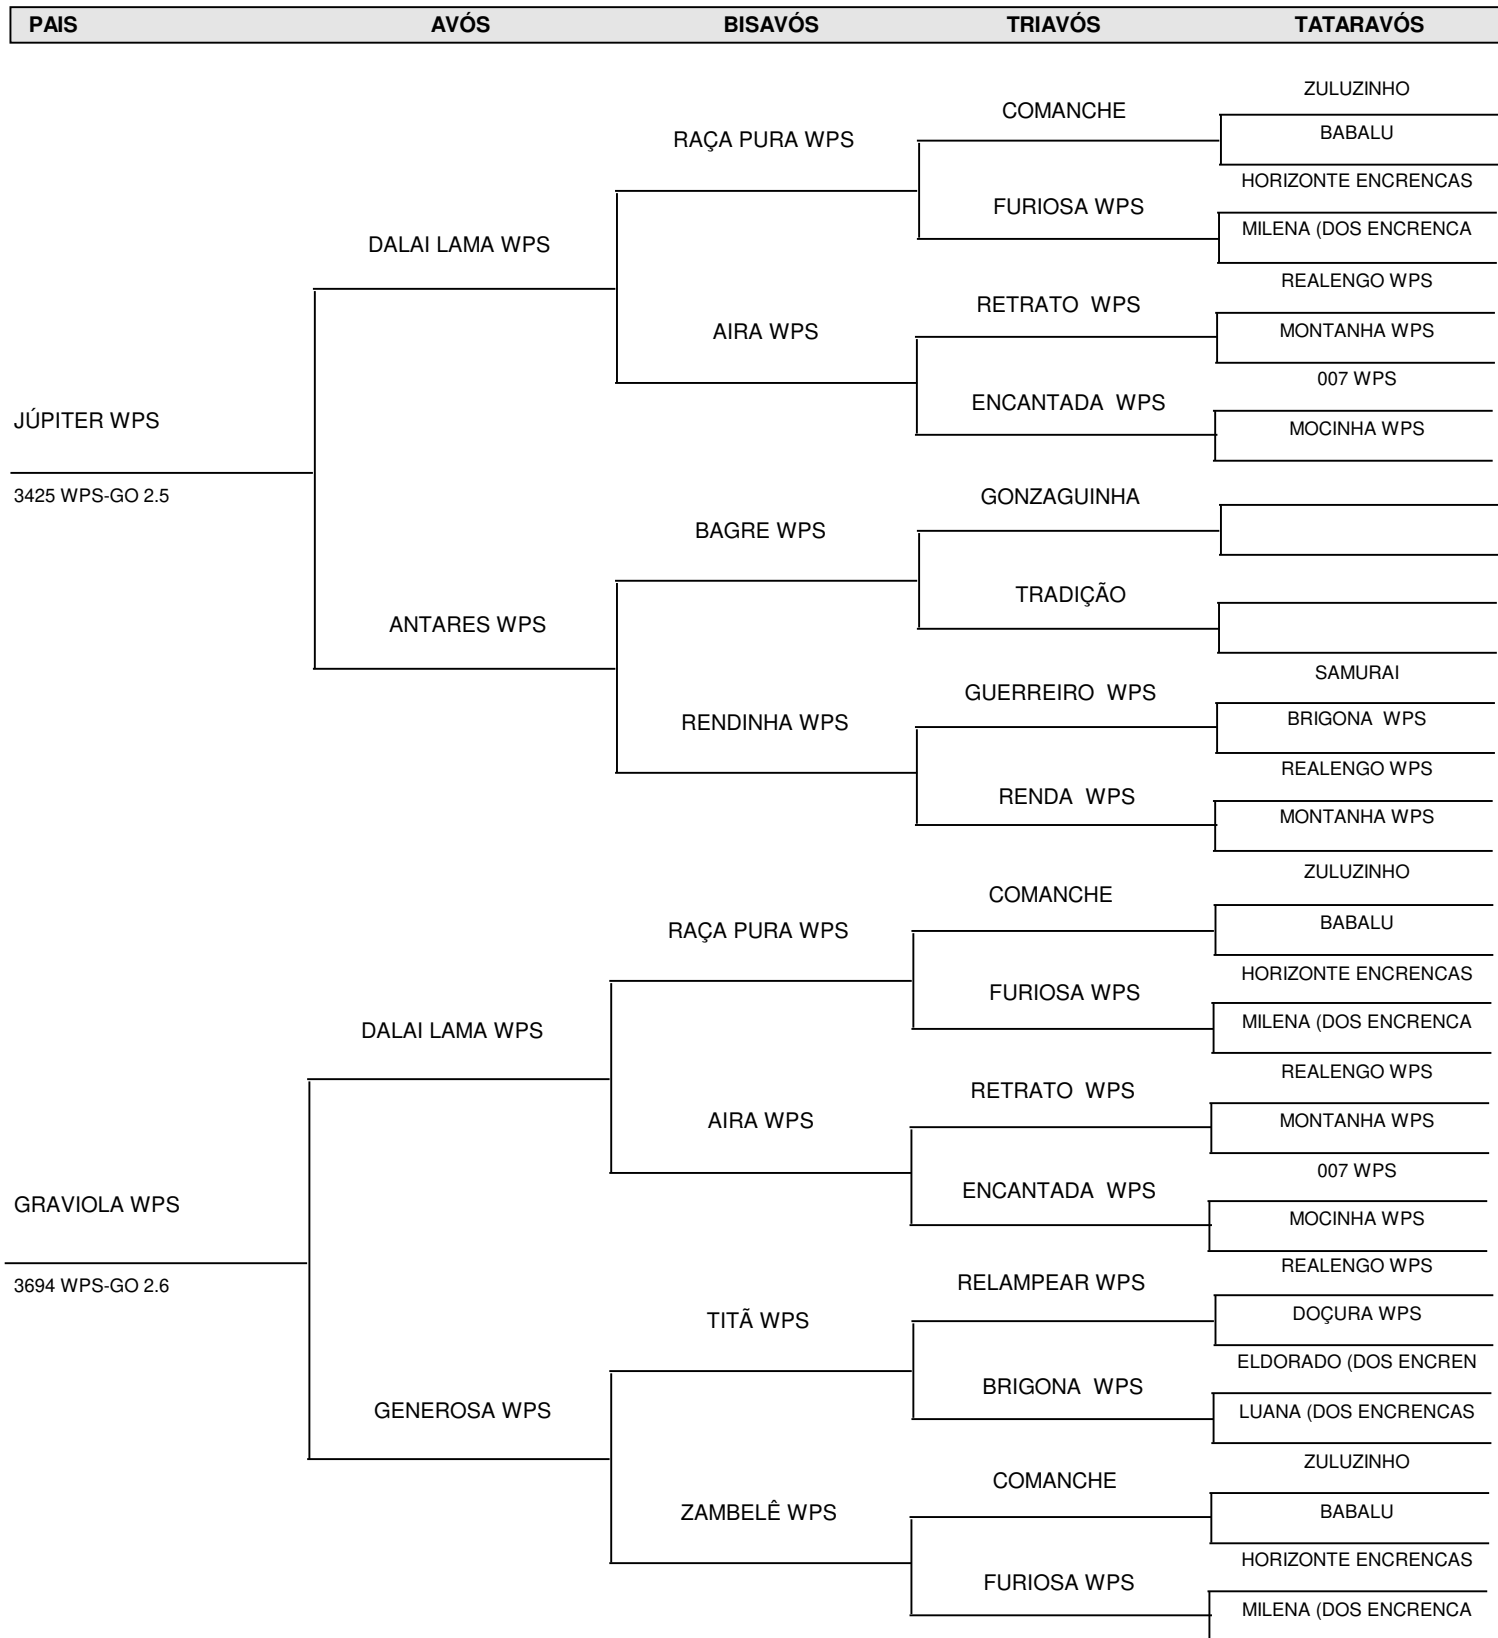 PAIS AVÓS BISAVÓS TRIAVÓS TATARAVÓS
ZULUZINHO
COMANCHE
BABALU
RAÇA PURA WPS
HORIZONTE ENCRENCAS
FURIOSA WPS
MILENA (DOS ENCRENCA
DALAI LAMA WPS
REALENGO WPS
RETRATO WPS
MONTANHA WPS
AIRA WPS
007 WPS
ENCANTADA WPS
MOCINHA WPS
JÚPITER WPS
3425 WPS-GO 2.5
GONZAGUINHA
BAGRE WPS
TRADIÇÃO
ANTARES WPS
SAMURAI
GUERREIRO WPS
BRIGONA WPS
RENDINHA WPS
REALENGO WPS
RENDA WPS
MONTANHA WPS
ZULUZINHO
COMANCHE
BABALU
RAÇA PURA WPS
HORIZONTE ENCRENCAS
FURIOSA WPS
MILENA (DOS ENCRENCA
DALAI LAMA WPS
REALENGO WPS
RETRATO WPS
MONTANHA WPS
AIRA WPS
007 WPS
ENCANTADA WPS
MOCINHA WPS
GRAVIOLA WPS
3694 WPS-GO 2.6
REALENGO WPS
RELAMPEAR WPS
DOÇURA WPS
TITÃ WPS
ELDORADO (DOS ENCREN
BRIGONA WPS
LUANA (DOS ENCRENCAS
GENEROSA WPS
ZULUZINHO
COMANCHE
BABALU
ZAMBELÊ WPS
HORIZONTE ENCRENCAS
FURIOSA WPS
MILENA (DOS ENCRENCA